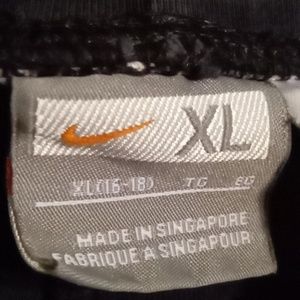 XL
XL(16-18) TG EG
MADE IN SINGAPORE
FABRIQUÉ A SINGAPOUR